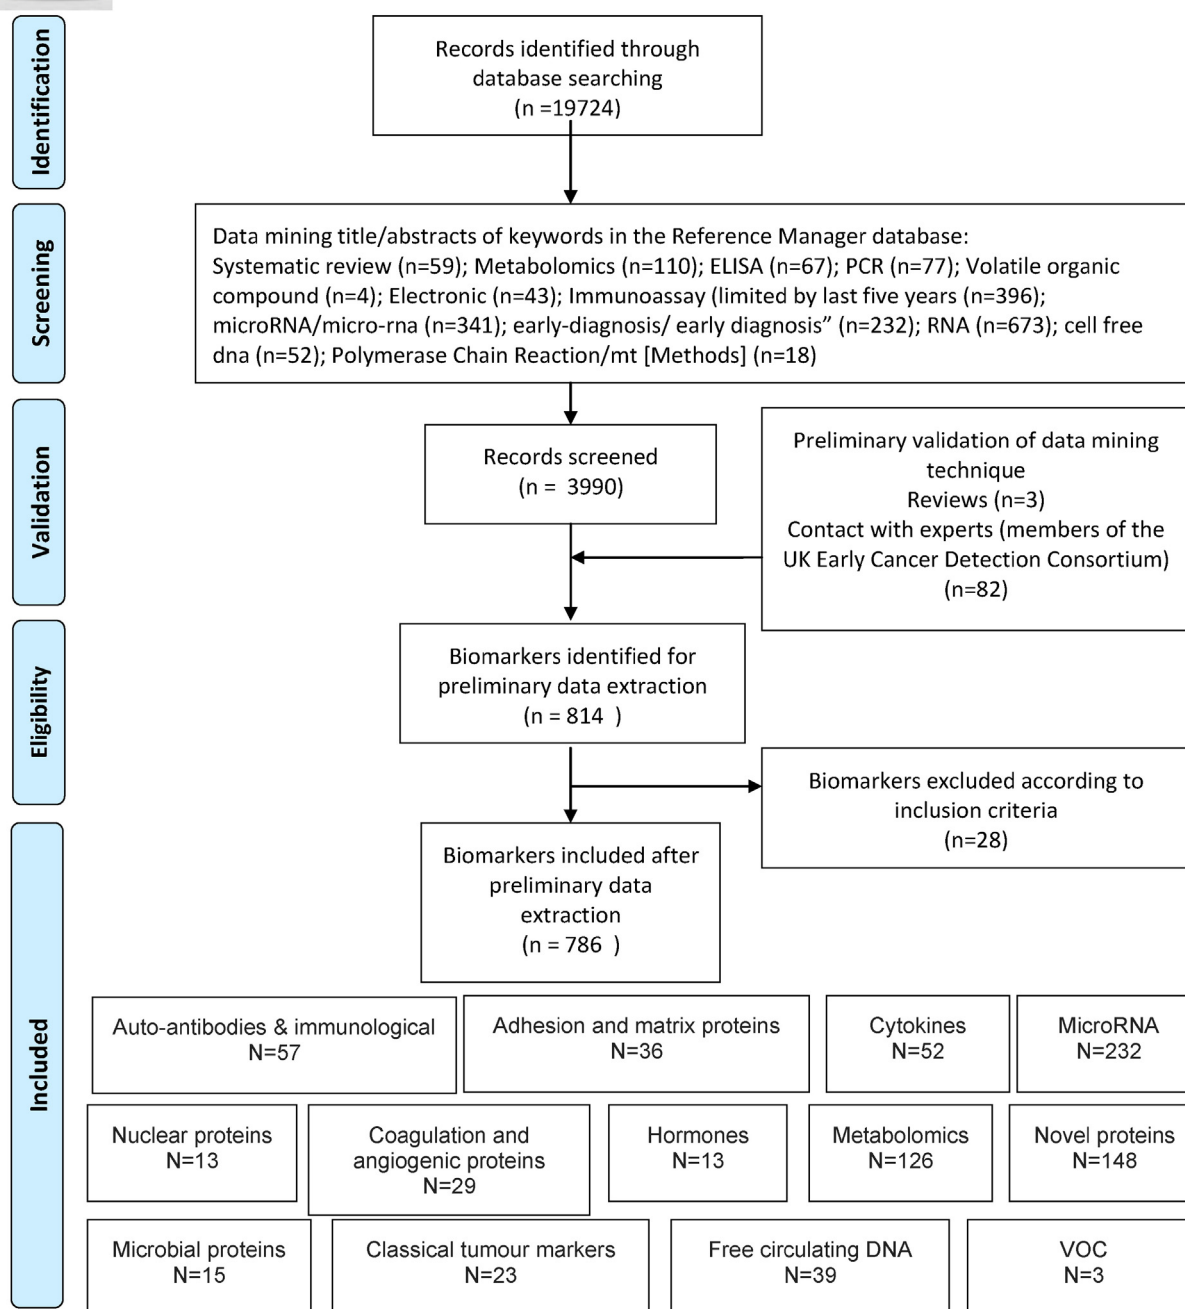 Identification
Records identified through
database searching
(n =19724)
Screening
Data mining title/abstracts of keywords in the Reference Manager database:
Systematic review (n=59); Metabolomics (n=110); ELISA (n=67); PCR (n=77); Volatile organic
compound (n=4); Electronic (n=43); Immunoassay (limited by last five years (n=396);
microRNA/micro-rna (n=341); early-diagnosis/ early diagnosis” (n=232); RNA (n=673); cell free
dna (n=52); Polymerase Chain Reaction/mt [Methods] (n=18)
Validation
Records screened
(n = 3990)
Preliminary validation of data mining
technique
Reviews (n=3)
Contact with experts (members of the
UK Early Cancer Detection Consortium)
(n=82)
Eligibility
Biomarkers identified for
preliminary data extraction
(n = 814 )
Biomarkers excluded according to
inclusion criteria
(n=28)
Included
Biomarkers included after
preliminary data
extraction
(n = 786 )
Auto-antibodies & immunological
N=57
Adhesion and matrix proteins
N=36
Cytokines
N=52
MicroRNA
N=232
Nuclear proteins
N=13
Coagulation and
angiogenic proteins
N=29
Hormones
N=13
Metabolomics
N=126
Novel proteins
N=148
Microbial proteins
N=15
Classical tumour markers
N=23
Free circulating DNA
N=39
VOC
N=3